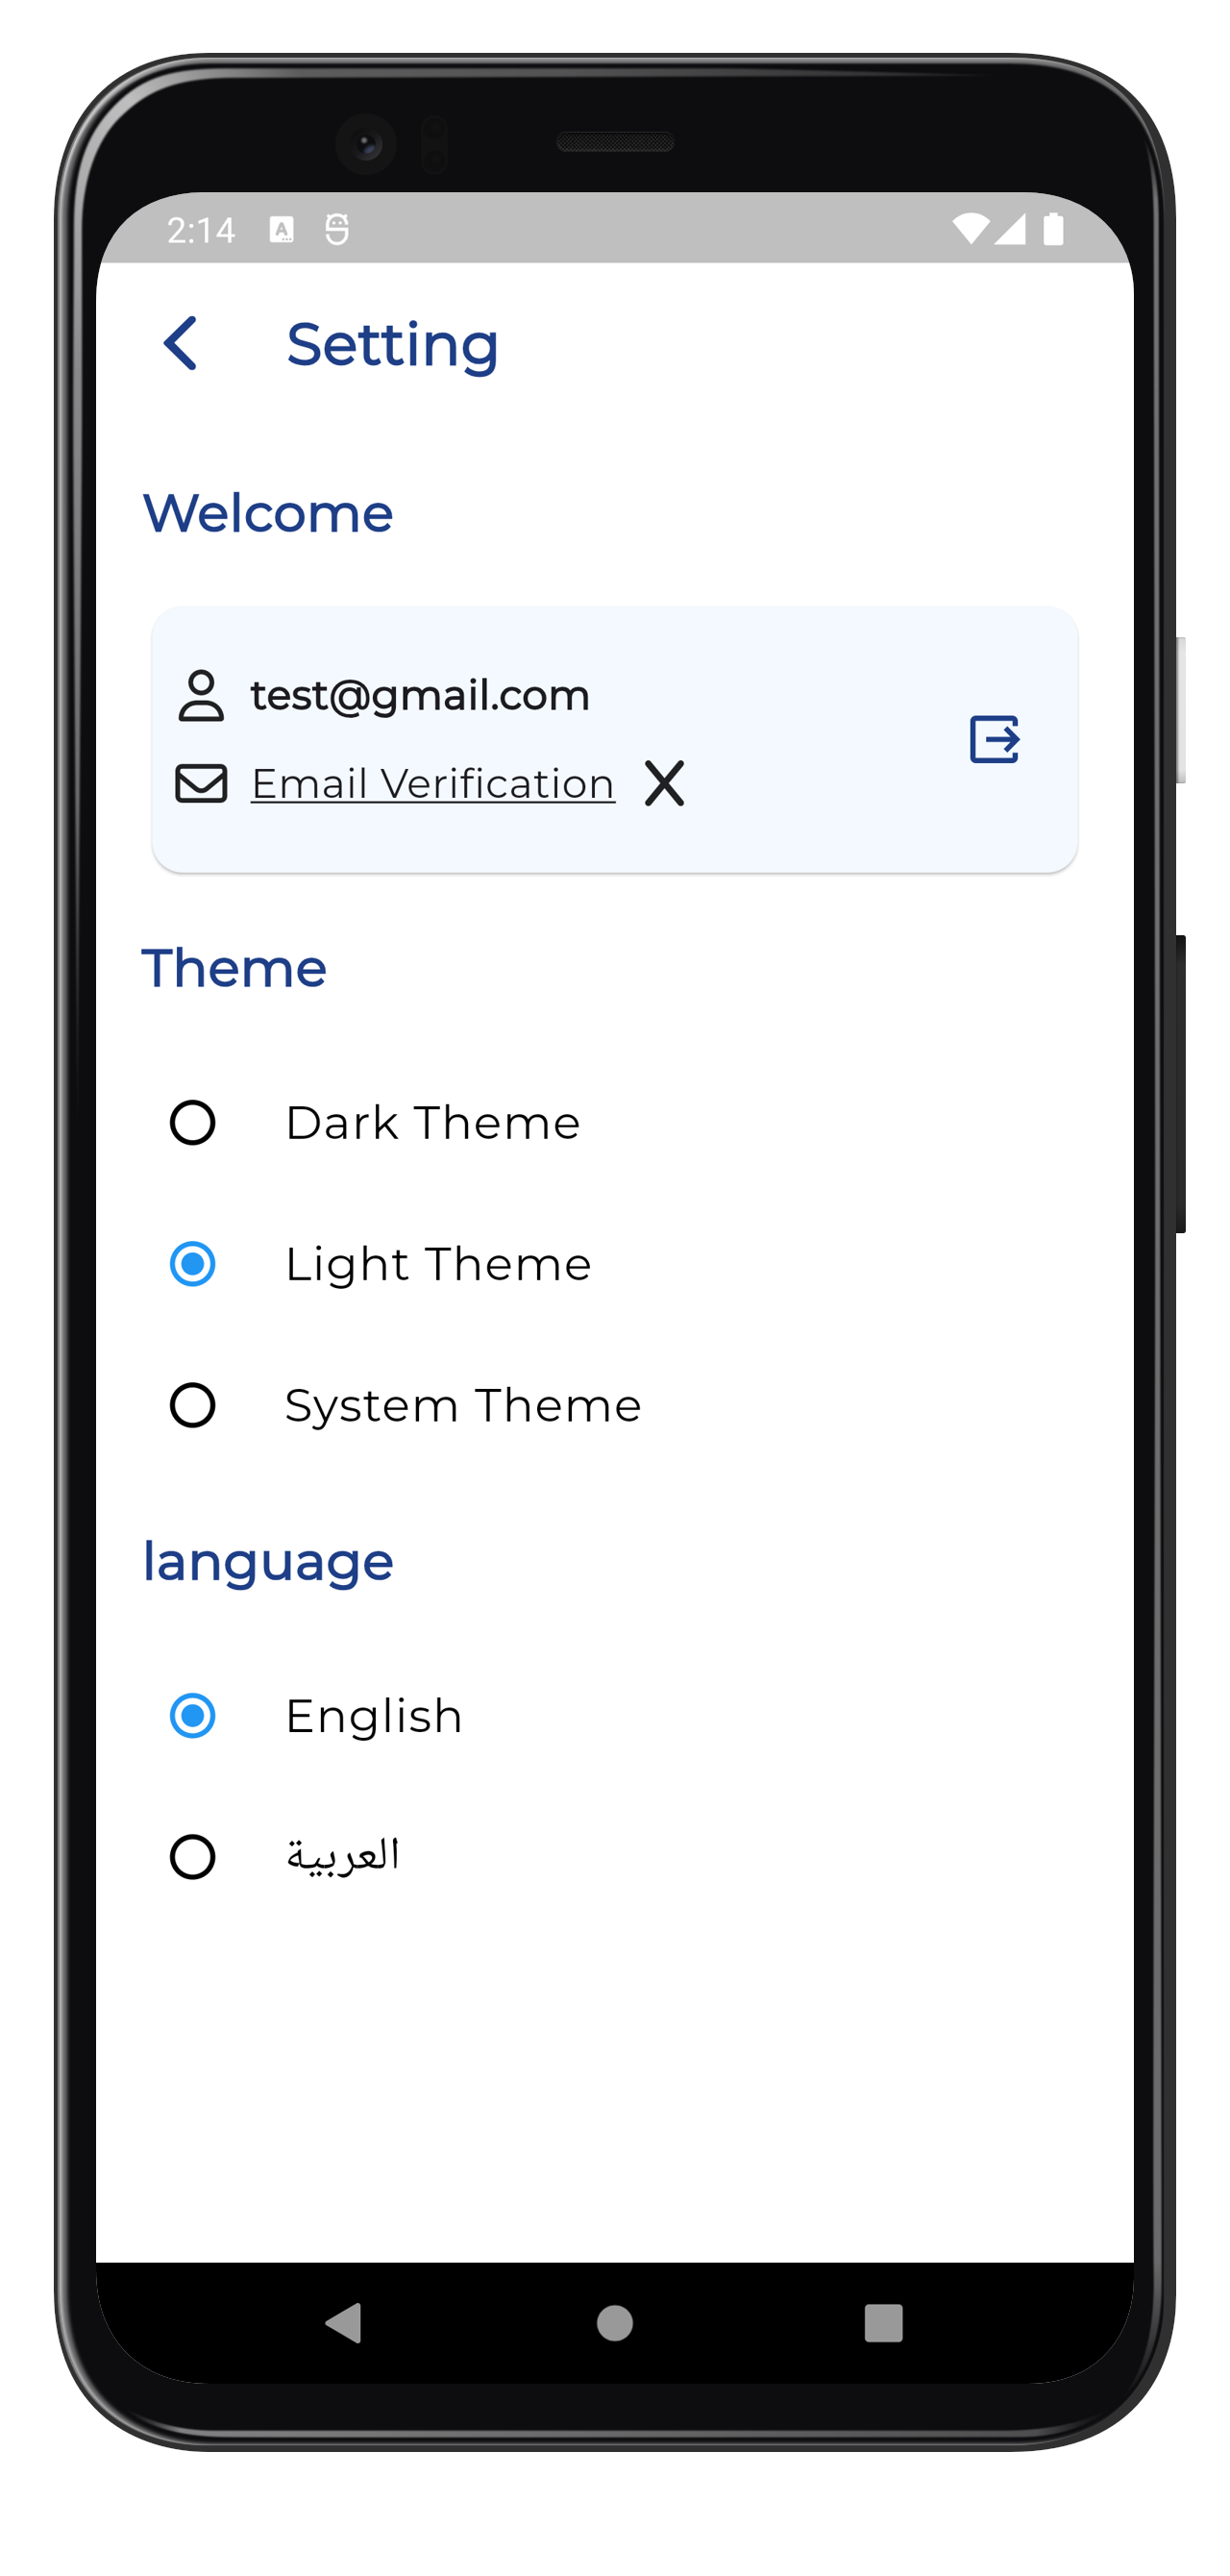 2:14
Setting
Welcome
test@gmail.com
Email Verification
Theme
Dark Theme
Light Theme
System Theme
language
English
العربية